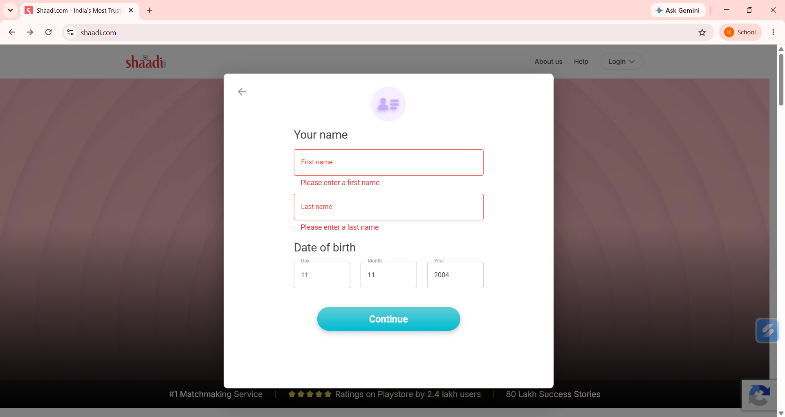 Shaadi.com - India's Most Trust
Ask Gemini
shaadi.com
School
shaadi
About us
Help
Login
Your name
First name
Please enter a first name
Last name
Please enter a last name
Date of birth
Day
Month
Year
11
11
2004
Continue
#1 Matchmaking Service
Ratings on Playstore by 2.4 lakh users
80 Lakh Success Stories